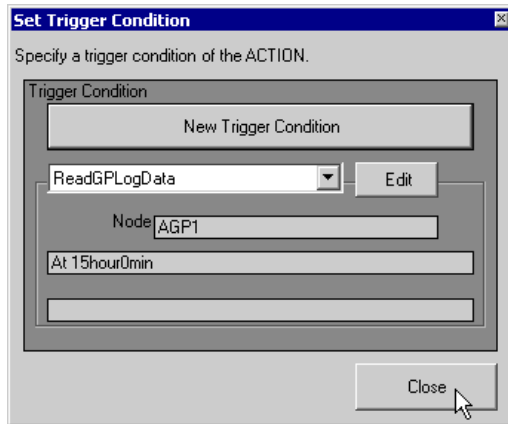 Set Trigger Condition
Specify a trigger condition of the ACTION.
Trigger Condition
New Trigger Condition
ReadGPLogData
Edit
Node AGP1
At 15hour0min
Close